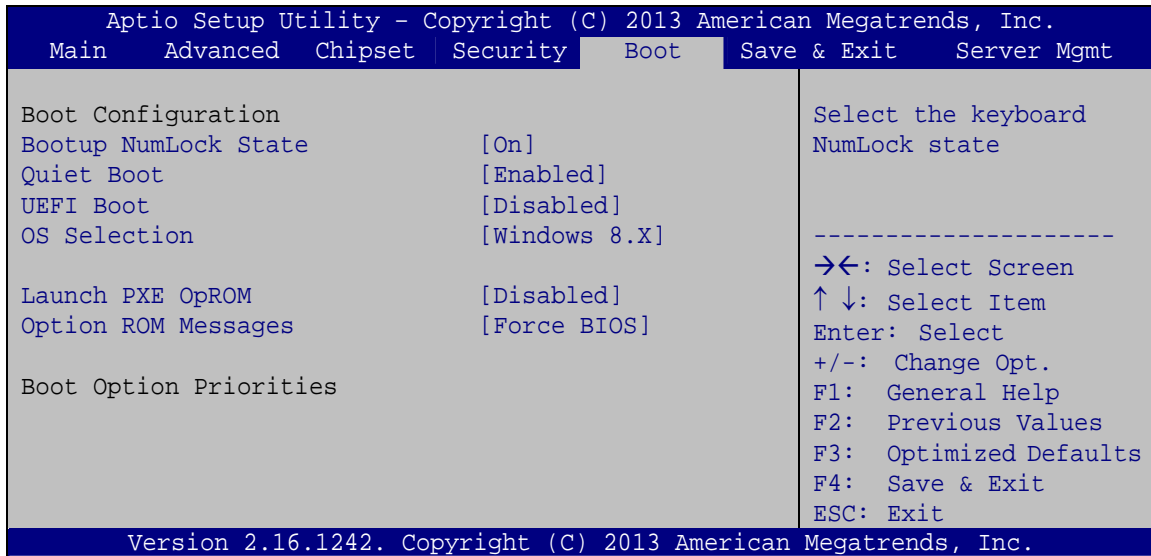 Aptio Setup Utility – Copyright (C) 2013 American Megatrends, Inc.
Main Advanced Chipset Security Boot Save & Exit Server Mgmt
Boot Configuration
Bootup NumLock State [On]
Quiet Boot [Enabled]
UEFI Boot [Disabled]
OS Selection [Windows 8.X]
Launch PXE OpROM [Disabled]
Option ROM Messages [Force BIOS]
Boot Option Priorities
Select the keyboard
NumLock state
---------------------
→←: Select Screen
↑ ↓: Select Item
Enter: Select
+/-: Change Opt.
F1: General Help
F2: Previous Values
F3: Optimized Defaults
F4: Save & Exit
ESC: Exit
Version 2.16.1242. Copyright (C) 2013 American Megatrends, Inc.